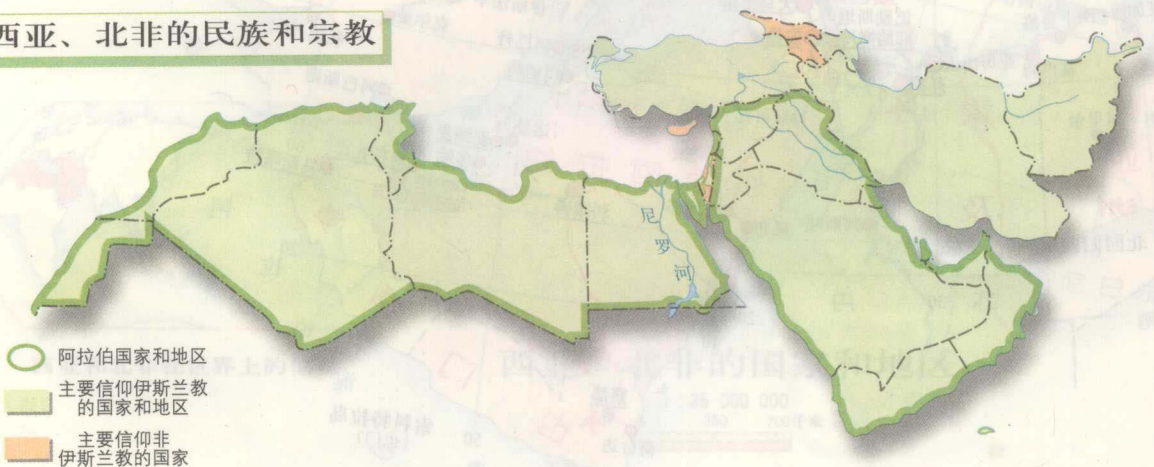 西亚、北非的民族和宗教
尼
罗
河
阿拉伯国家和地区
主要信仰伊斯兰教
的国家和地区
主要信仰非
伊斯兰教的国家